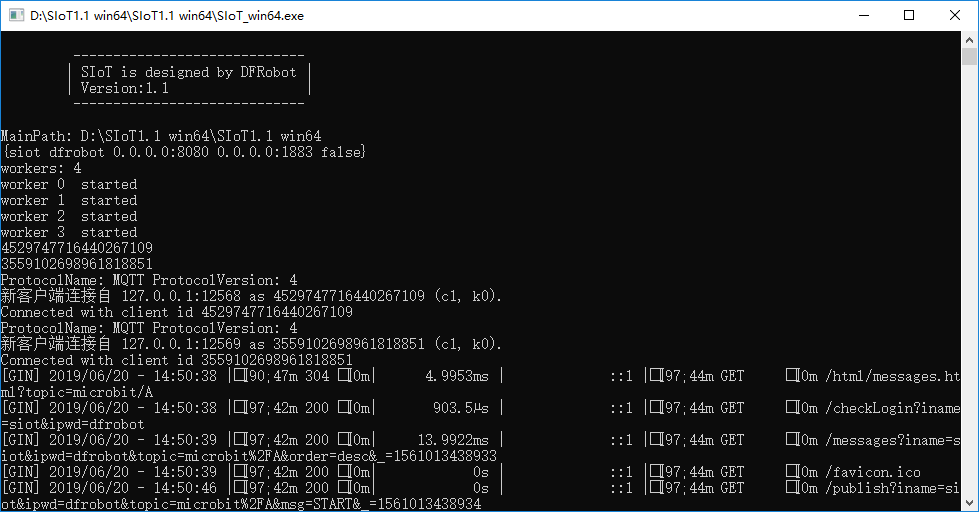 D:\SIoT1.1 win64\SIoT1.1 win64\SIoT_win64.exe
-----------------------------
| SIoT is designed by DFRobot |
| Version:1.1 |
-----------------------------
MainPath: D:\SIoT1.1 win64\SIoT1.1 win64
{siot dfrobot 0.0.0.0:8080 0.0.0.0:1883 false}
workers: 4
worker 0  started
worker 1  started
worker 2  started
worker 3  started
4529747716440267109
3559102698961818851
ProtocolName: MQTT ProtocolVersion: 4
新客户端连接自 127.0.0.1:12568 as 4529747716440267109 (c1, k0).
Connected with client id 4529747716440267109
ProtocolName: MQTT ProtocolVersion: 4
新客户端连接自 127.0.0.1:12569 as 3559102698961818851 (c1, k0).
Connected with client id 3559102698961818851
[GIN] 2019/06/20 - 14:50:38 |□[90;47m 304 □[0m|      4.9953ms |             ::1 |□[97;44m GET     □[0m /html/messages.ht
ml?topic=microbit/A
[GIN] 2019/06/20 - 14:50:38 |□[97;42m 200 □[0m|       903.5μs |             ::1 |□[97;44m GET     □[0m /checkLogin?iname
=siot&ipwd=dfrobot
[GIN] 2019/06/20 - 14:50:39 |□[97;42m 200 □[0m|     13.9922ms |             ::1 |□[97;44m GET     □[0m /messages?iname=s
iot&ipwd=dfrobot&topic=microbit%2FA&order=desc&_=1561013438933
[GIN] 2019/06/20 - 14:50:39 |□[97;42m 200 □[0m|            0s |             ::1 |□[97;44m GET     □[0m /favicon.ico
[GIN] 2019/06/20 - 14:50:46 |□[97;42m 200 □[0m|            0s |             ::1 |□[97;44m GET     □[0m /publish?iname=si
ot&ipwd=dfrobot&topic=microbit%2FA&msg=START&_=1561013438934